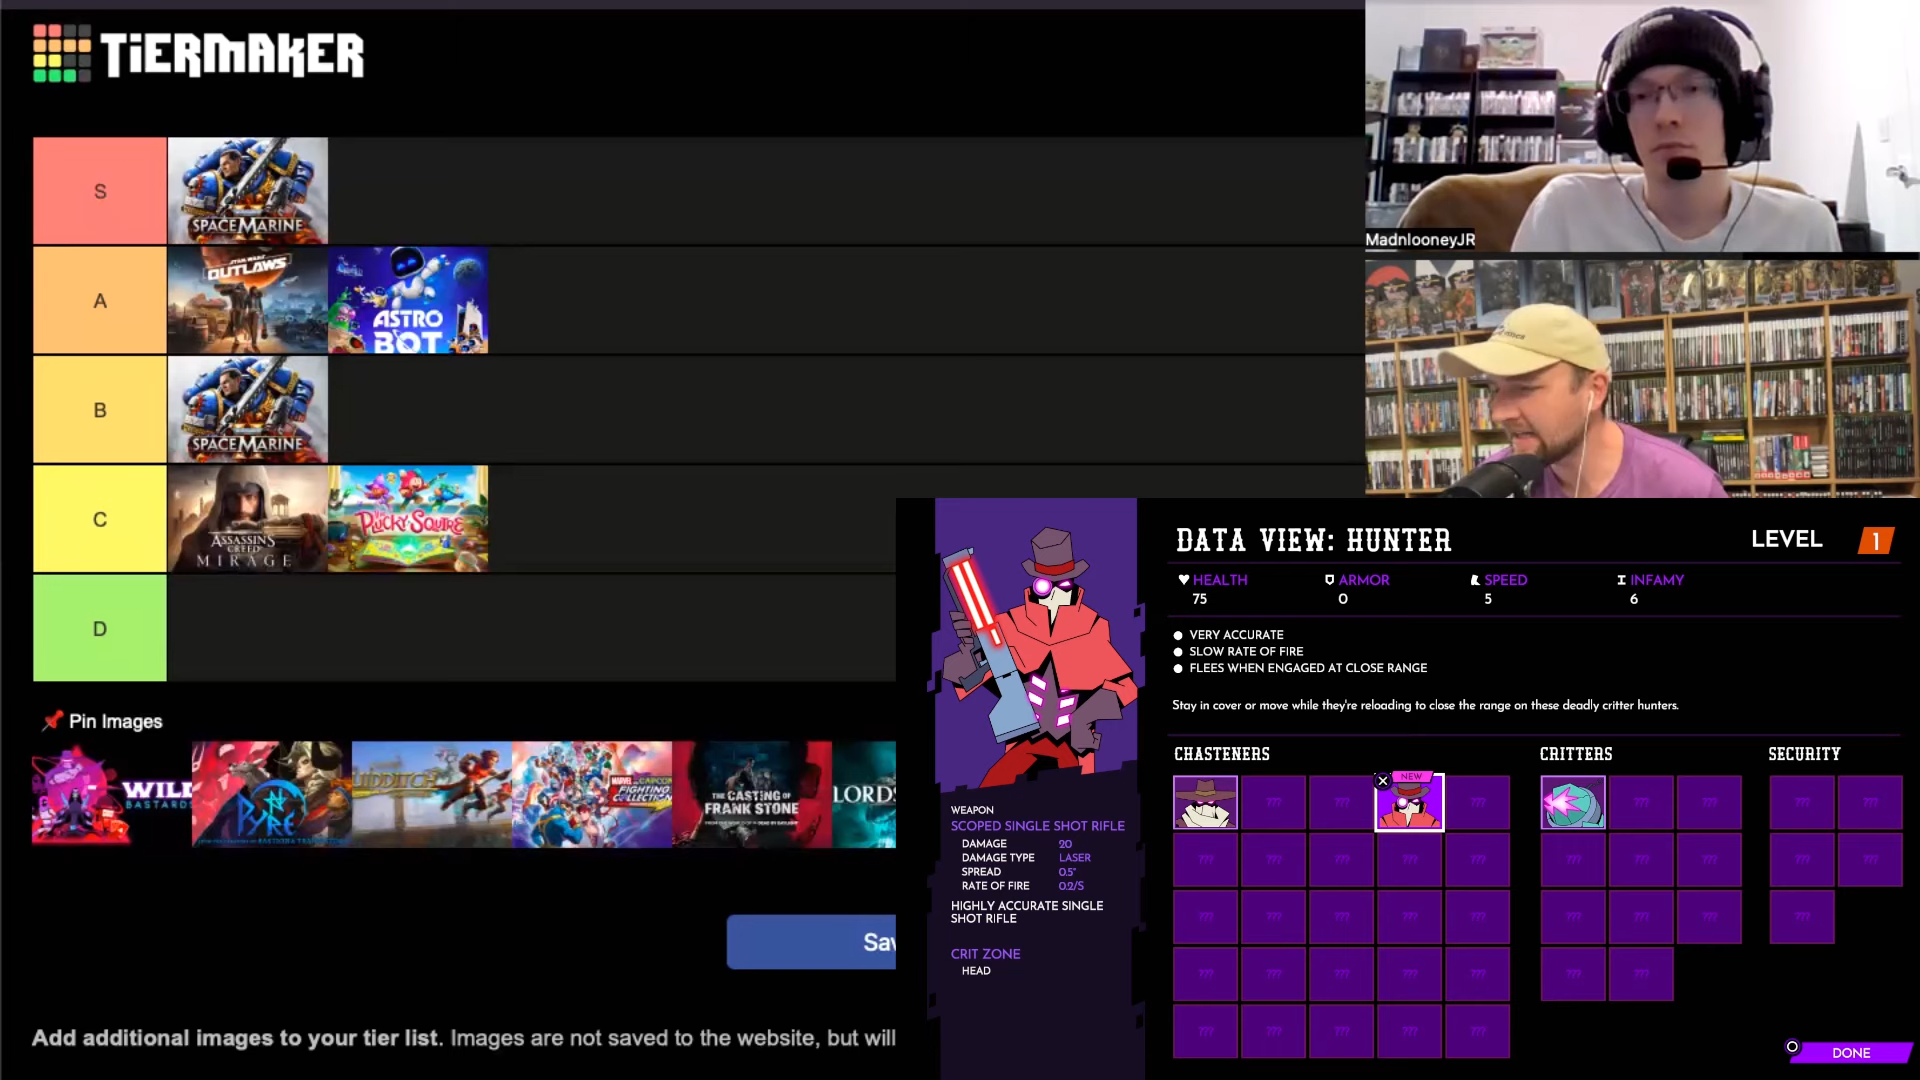 TiERMAKER
S
SPACE MARINE
A
STAR WARS
OUTLAWS
ASTRO
BOT
B
SPACE MARINE
C
ASSASSIN'S
CREED
MIRAGE
PLUCKY SQUIRE
D
Pin Images
WILD
BASTARDS
PYRE
UIDDITCH
MARVEL CAPCOM
FIGHTING
COLLECTION
THE CASTING OF
FRANK STONE
LORDS
Sav
Add additional images to your tier list. Images are not saved to the website, but will
MadnlooneyJR
DATA VIEW: HUNTER
LEVEL 1
HEALTH ARMOR SPEED INFAMY
75 0 5 6
VERY ACCURATE
SLOW RATE OF FIRE
FLEES WHEN ENGAGED AT CLOSE RANGE
Stay in cover or move while they're reloading to close the range on these deadly critter hunters.
WEAPON
SCOPED SINGLE SHOT RIFLE
DAMAGE 20
DAMAGE TYPE LASER
SPREAD 0.5°
RATE OF FIRE 0.2/S
HIGHLY ACCURATE SINGLE
SHOT RIFLE
CRIT ZONE
HEAD
CHASTENERS CRITTERS SECURITY
NEW
??? ??? ??? ??? ??? ??? ???
??? ??? ??? ??? ??? ??? ??? ??? ??? ???
??? ??? ??? ??? ??? ??? ??? ??? ???
??? ??? ??? ??? ??? ??? ???
??? ??? ??? ??? ???
DONE